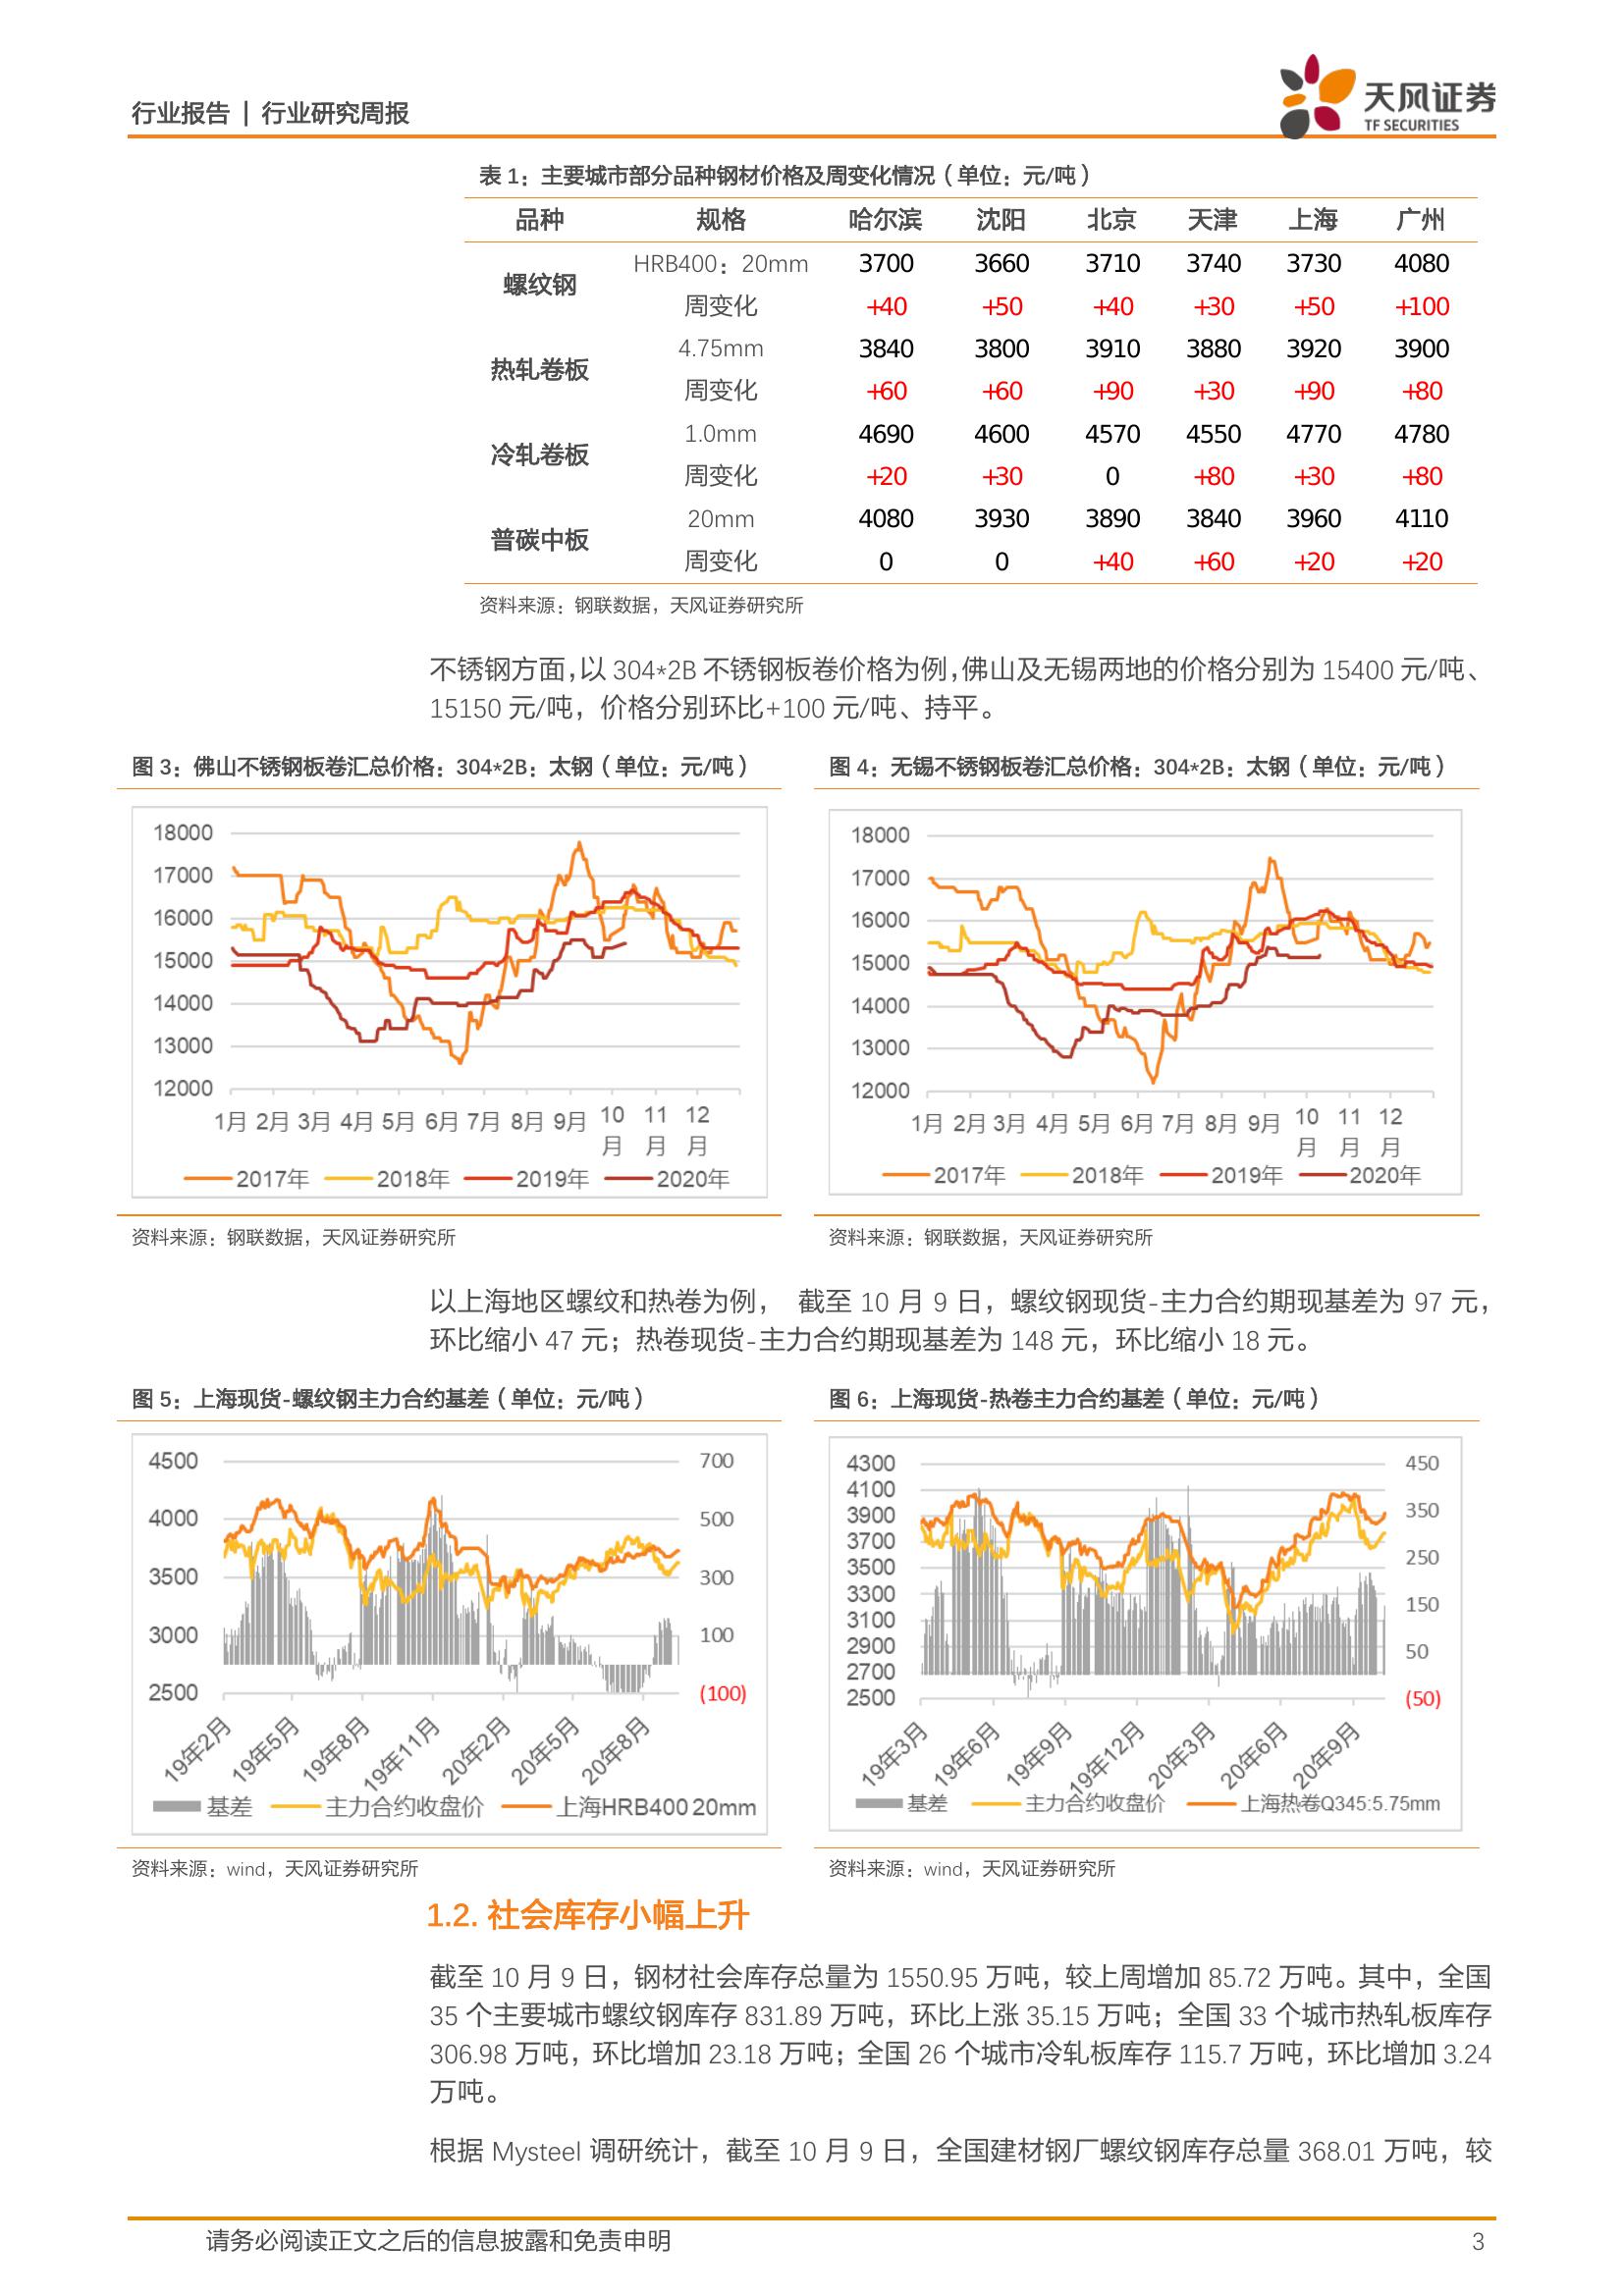 行业报告 | 行业研究周报
天风证券
TF SECURITIES
表 1：主要城市部分品种钢材价格及周变化情况（单位：元/吨）
品种 规格 哈尔滨 沈阳 北京 天津 上海 广州
螺纹钢 HRB400：20mm 3700 3660 3710 3740 3730 4080
周变化 +40 +50 +40 +30 +50 +100
热轧卷板 4.75mm 3840 3800 3910 3880 3920 3900
周变化 +60 +60 +90 +30 +90 +80
冷轧卷板 1.0mm 4690 4600 4570 4550 4770 4780
周变化 +20 +30 0 +80 +30 +80
普碳中板 20mm 4080 3930 3890 3840 3960 4110
周变化 0 0 +40 +60 +20 +20
资料来源：钢联数据，天风证券研究所
不锈钢方面，以 304*2B 不锈钢板卷价格为例，佛山及无锡两地的价格分别为 15400 元/吨、
15150 元/吨，价格分别环比+100 元/吨、持平。
图 3：佛山不锈钢板卷汇总价格：304*2B：太钢（单位：元/吨）
18000
17000
16000
15000
14000
13000
12000
1月 2月 3月 4月 5月 6月 7月 8月 9月 10月 11月 12月
2017年 2018年 2019年 2020年
资料来源：钢联数据，天风证券研究所
图 4：无锡不锈钢板卷汇总价格：304*2B：太钢（单位：元/吨）
18000
17000
16000
15000
14000
13000
12000
1月 2月 3月 4月 5月 6月 7月 8月 9月 10月 11月 12月
2017年 2018年 2019年 2020年
资料来源：钢联数据，天风证券研究所
以上海地区螺纹和热卷为例， 截至 10 月 9 日，螺纹钢现货-主力合约期现基差为 97 元，
环比缩小 47 元；热卷现货-主力合约期现基差为 148 元，环比缩小 18 元。
图 5：上海现货-螺纹钢主力合约基差（单位：元/吨）
4500 700
4000 500
3500 300
3000 100
2500 (100)
19年2月 19年5月 19年8月 19年11月 20年2月 20年5月 20年8月
基差 主力合约收盘价 上海HRB400 20mm
资料来源：wind，天风证券研究所
图 6：上海现货-热卷主力合约基差（单位：元/吨）
4300
4100
3900
3700
3500
3300
3100
2900
2700
2500
450
350
250
150
50
(50)
19年3月 19年6月 19年9月 19年12月 20年3月 20年6月 20年9月
基差 主力合约收盘价 上海热卷Q345:5.75mm
资料来源：wind，天风证券研究所
1.2. 社会库存小幅上升
截至 10 月 9 日，钢材社会库存总量为 1550.95 万吨，较上周增加 85.72 万吨。其中，全国
35 个主要城市螺纹钢库存 831.89 万吨，环比上涨 35.15 万吨；全国 33 个城市热轧板库存
306.98 万吨，环比增加 23.18 万吨；全国 26 个城市冷轧板库存 115.7 万吨，环比增加 3.24
万吨。
根据 Mysteel 调研统计，截至 10 月 9 日，全国建材钢厂螺纹钢库存总量 368.01 万吨，较
请务必阅读正文之后的信息披露和免责申明 3